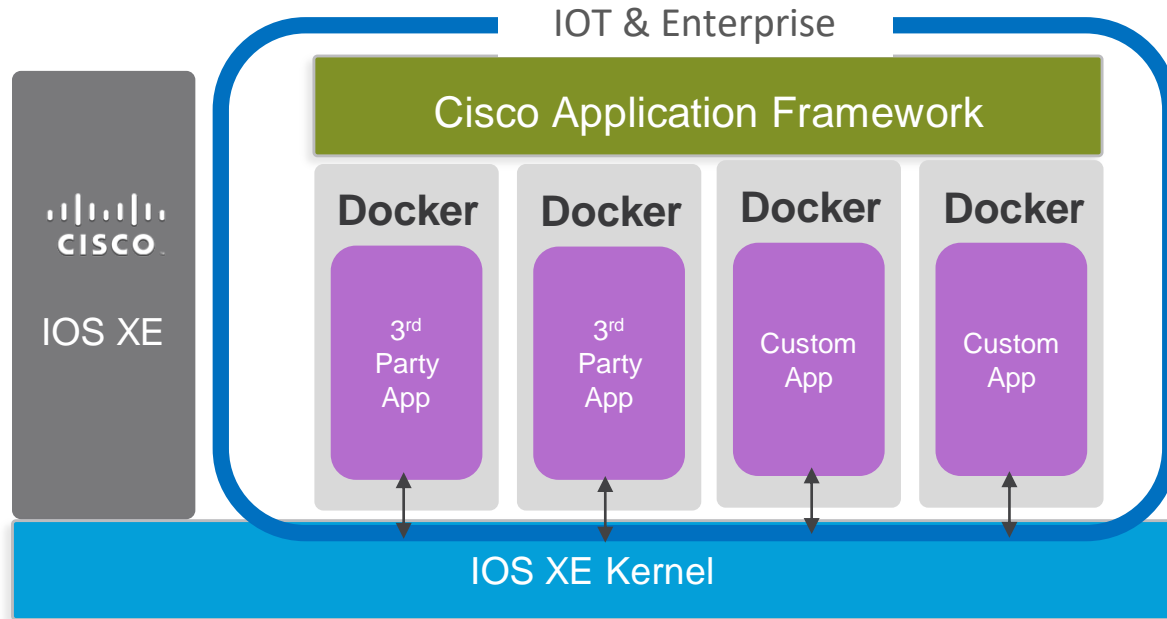 IOT & Enterprise
Cisco Application Framework
CISCO
IOS XE
Docker
3rd
Party
App
Docker
3rd
Party
App
Docker
Custom
App
Docker
Custom
App
IOS XE Kernel